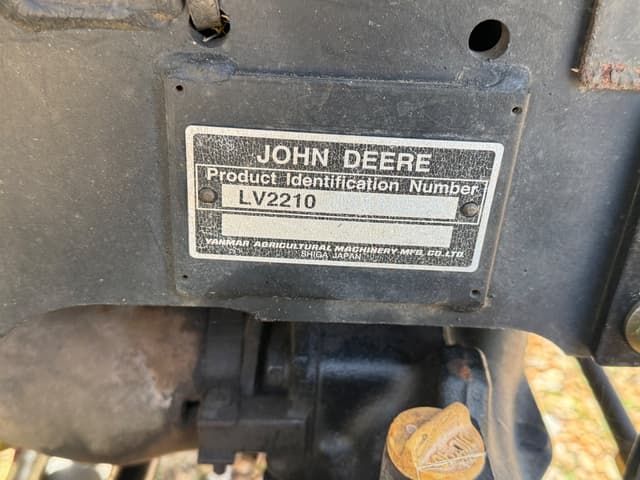 JOHN DEERE
Product Identification Number
LV2210
YANMAR AGRICULTURAL MACHINERY MFG. CO. LTD.
SHIGA JAPAN